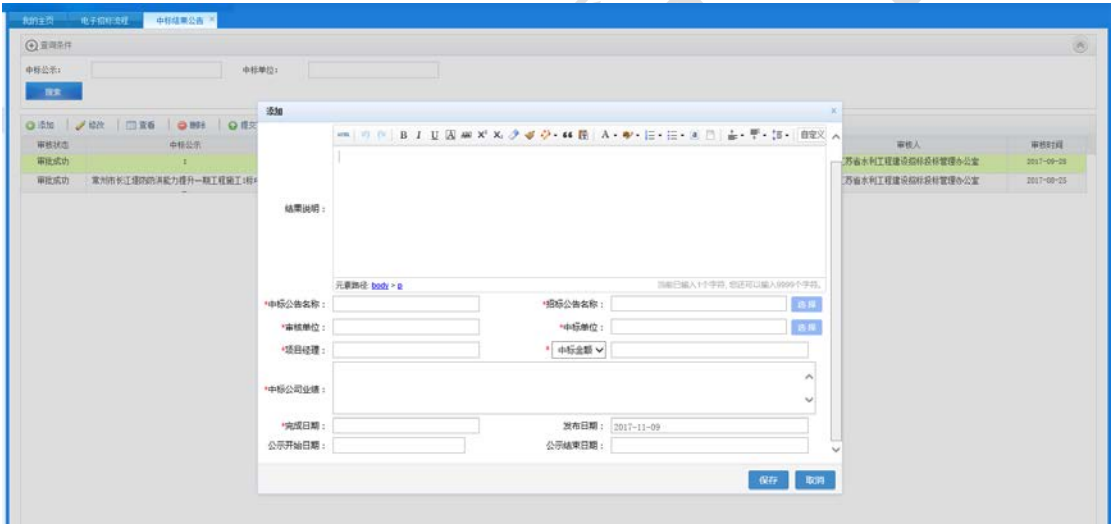 我的主页 电子招标流程 中标结果公告 ×
查询条件
中标公示: 中标单位:
搜索
添加 修改 查看 删除 提交
审核状态 中标公示 审核人 审核时间
审批成功 1 苏省水利工程建设招标投标管理办公室 2017-09-26
审批成功 常州市长江堤防防洪能力提升一期工程施工1标 苏省水利工程建设招标投标管理办公室 2017-08-25
添加 ×
HTML B I U A ABC X² X₂ A 自定义
结果说明:
元素路径: body > p 当前已输入1个字符, 您还可以输入9999个字符。
*中标公告名称: *招标公告名称: 选择
*审核单位: *中标单位: 选择
*项目经理: * 中标金额
*中标公司业绩:
*完成日期: 发布日期: 2017-11-09
公示开始日期: 公示结束日期:
保存 取消